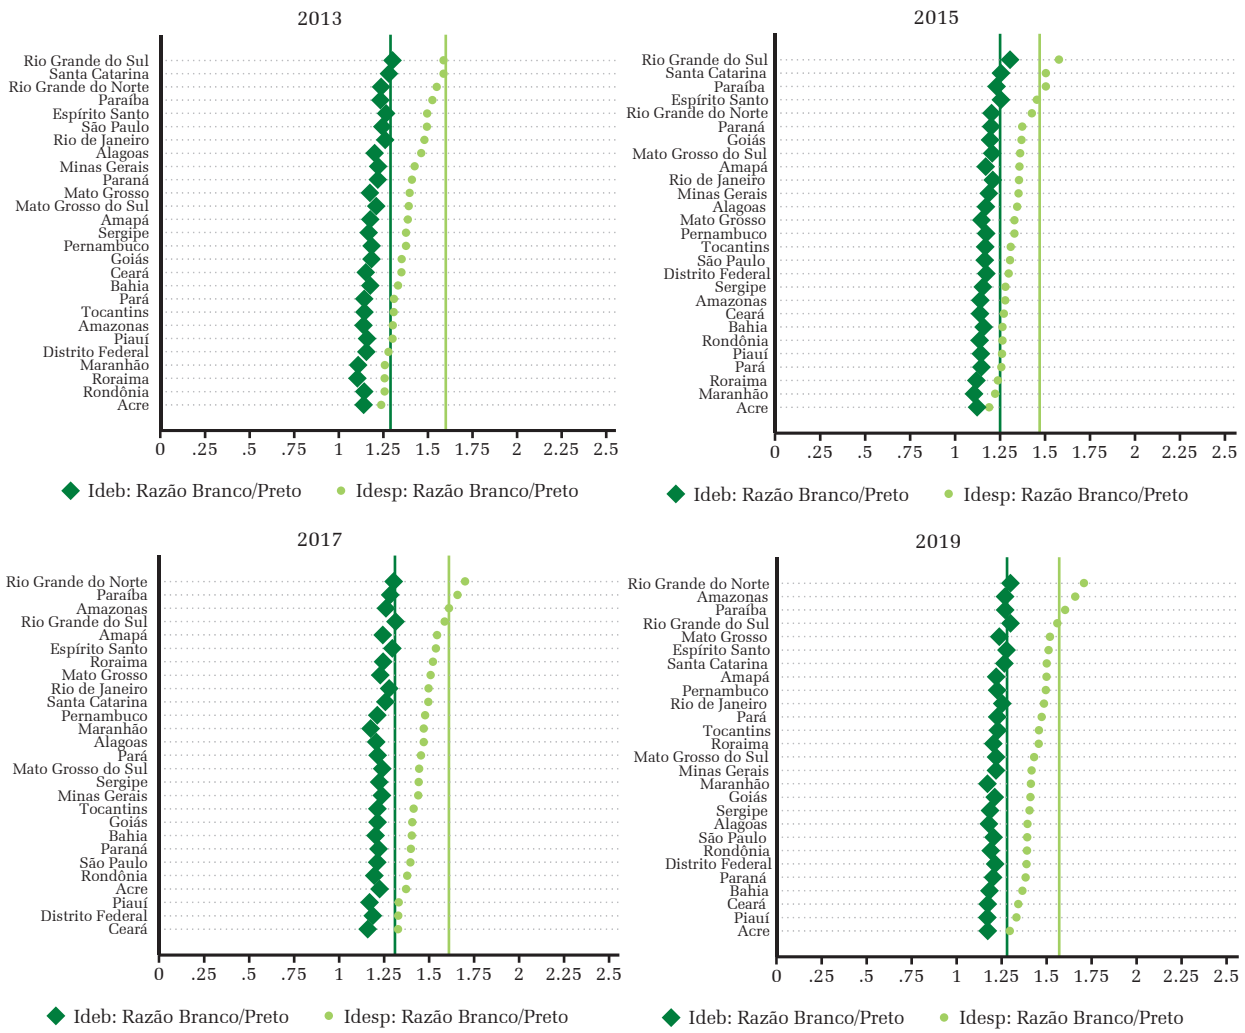 2013
Rio Grande do Sul
Santa Catarina
Rio Grande do Norte
Paraíba
Espírito Santo
São Paulo
Rio de Janeiro
Alagoas
Minas Gerais
Paraná
Mato Grosso
Mato Grosso do Sul
Amapá
Sergipe
Pernambuco
Goiás
Ceará
Bahia
Pará
Tocantins
Amazonas
Piauí
Distrito Federal
Maranhão
Roraima
Rondônia
Acre
0 .25 .5 .75 1 1.25 1.5 1.75 2 2.25 2.5
Ideb: Razão Branco/Preto Idesp: Razão Branco/Preto
2015
Rio Grande do Sul
Santa Catarina
Paraíba
Espírito Santo
Rio Grande do Norte
Paraná
Goiás
Mato Grosso do Sul
Amapá
Rio de Janeiro
Minas Gerais
Alagoas
Mato Grosso
Pernambuco
Tocantins
São Paulo
Distrito Federal
Sergipe
Amazonas
Ceará
Bahia
Rondônia
Piauí
Pará
Roraima
Maranhão
Acre
0 .25 .5 .75 1 1.25 1.5 1.75 2 2.25 2.5
Ideb: Razão Branco/Preto Idesp: Razão Branco/Preto
2017
Rio Grande do Norte
Paraíba
Amazonas
Rio Grande do Sul
Amapá
Espírito Santo
Roraima
Mato Grosso
Rio de Janeiro
Santa Catarina
Pernambuco
Maranhão
Alagoas
Pará
Mato Grosso do Sul
Sergipe
Minas Gerais
Tocantins
Goiás
Bahia
Paraná
São Paulo
Rondônia
Acre
Piauí
Distrito Federal
Ceará
0 .25 .5 .75 1 1.25 1.5 1.75 2 2.25 2.5
Ideb: Razão Branco/Preto Idesp: Razão Branco/Preto
2019
Rio Grande do Norte
Amazonas
Paraíba
Rio Grande do Sul
Mato Grosso
Espírito Santo
Santa Catarina
Amapá
Pernambuco
Rio de Janeiro
Pará
Tocantins
Roraima
Mato Grosso do Sul
Minas Gerais
Maranhão
Goiás
Sergipe
Alagoas
São Paulo
Rondônia
Distrito Federal
Paraná
Bahia
Ceará
Piauí
Acre
0 .25 .5 .75 1 1.25 1.5 1.75 2 2.25 2.5
Ideb: Razão Branco/Preto Idesp: Razão Branco/Preto